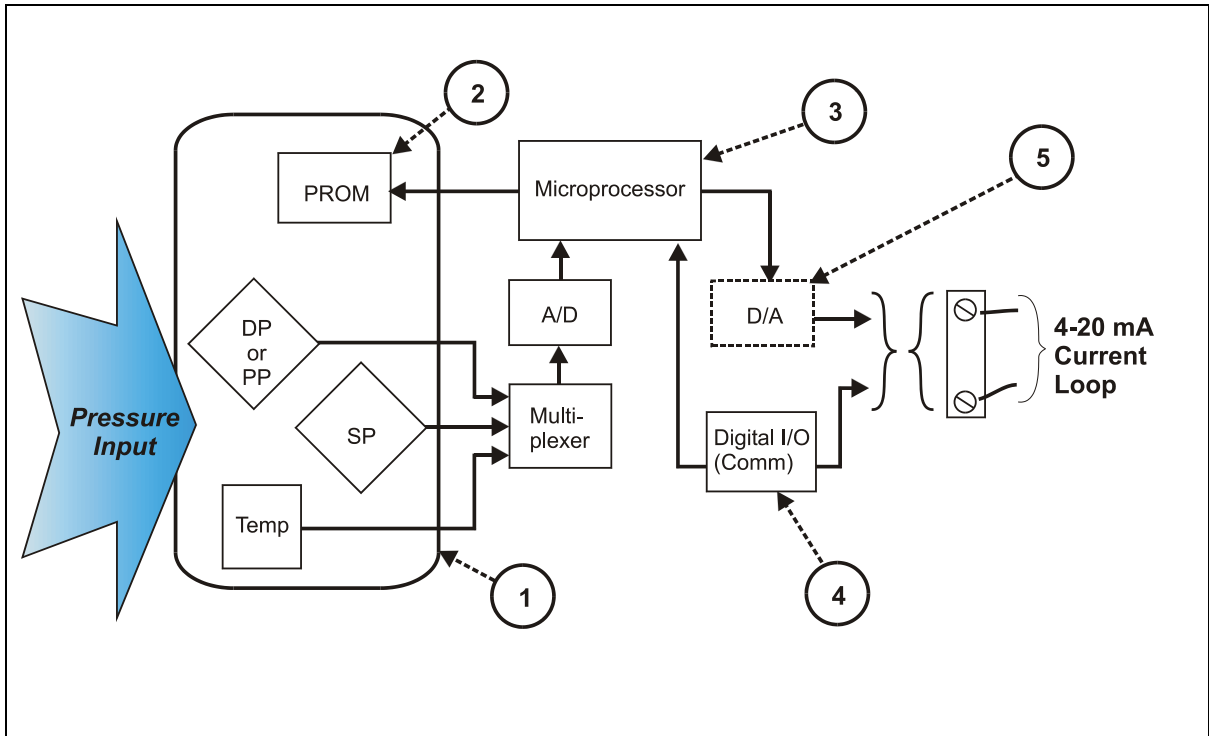 2
3
5
PROM
Microprocessor
DP
or
PP
A/D
D/A
4-20 mA
Current
Loop
Pressure
Input
SP
Multi-
plexer
Digital I/O
(Comm)
Temp
1
4